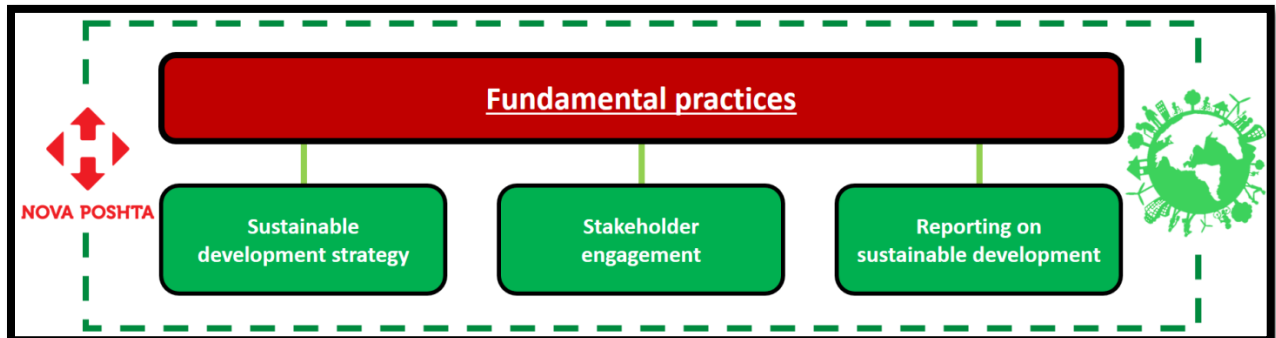 Fundamental practices
NOVA POSHTA
Sustainable
development strategy
Stakeholder
engagement
Reporting on
sustainable development